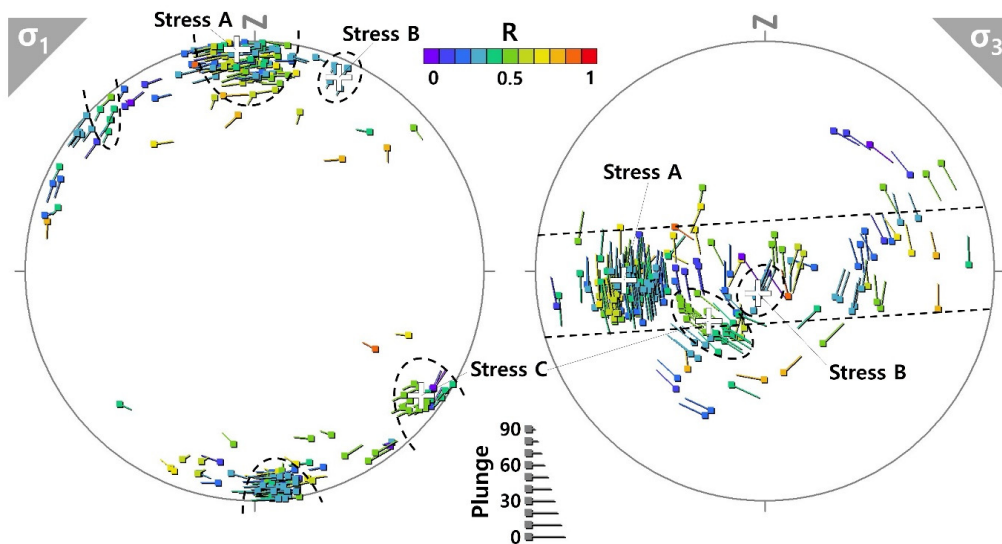 σ1
Stress A
N
Stress B
R
0
0.5
1
N
σ3
Stress A
Stress C
Stress B
90
60
30
0
Plunge